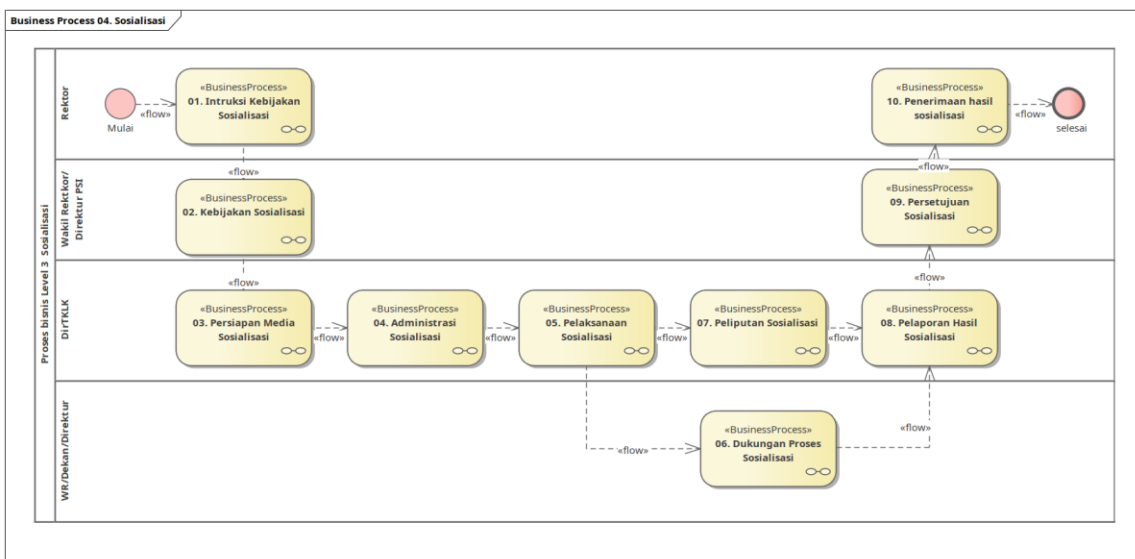 Business Process 04. Sosialisasi
Proses bisnis Level 3 Sosialisasi
Rektor
Mulai
«flow»
«BusinessProcess»
01. Intruksi Kebijakan
Sosialisasi
«BusinessProcess»
10. Penerimaan hasil
sosialisasi
«flow»
selesai
«flow»
«flow»
Wakil Rektkor/
Direktur PSI
«BusinessProcess»
02. Kebijakan Sosialisasi
«BusinessProcess»
09. Persetujuan
Sosialisasi
«flow»
«flow»
DirTKLK
«BusinessProcess»
03. Persiapan Media
Sosialisasi
«flow»
«BusinessProcess»
04. Administrasi
Sosialisasi
«flow»
«BusinessProcess»
05. Pelaksanaan
Sosialisasi
«flow»
«BusinessProcess»
07. Peliputan Sosialisasi
«flow»
«BusinessProcess»
08. Pelaporan Hasil
Sosialisasi
WR/Dekan/Direktur
«flow»
«BusinessProcess»
06. Dukungan Proses
Sosialisasi
«flow»